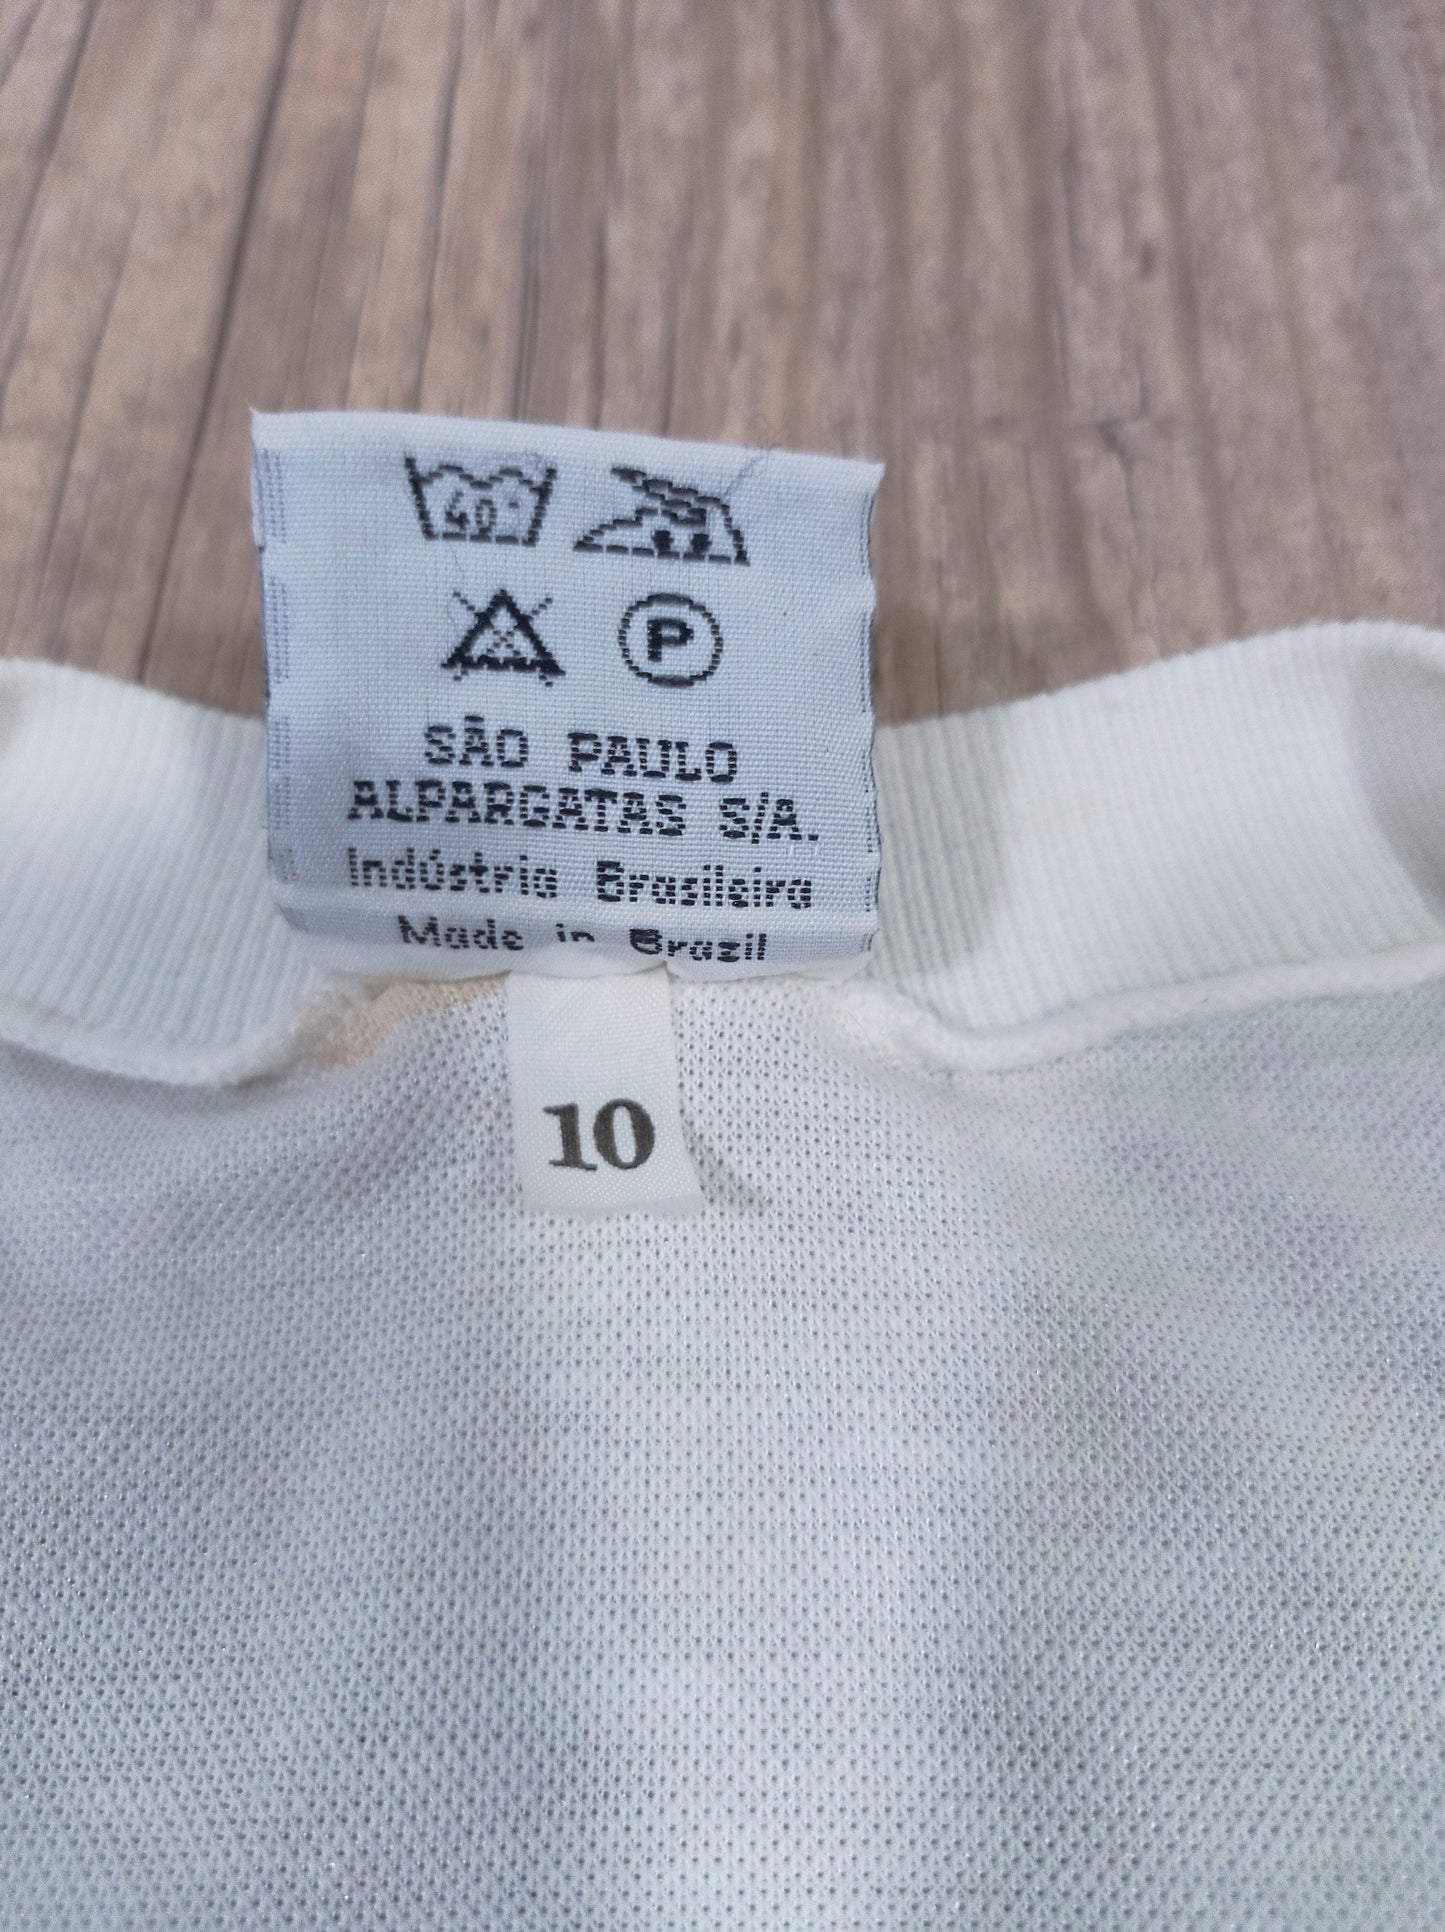 40°
P
SÃO PAULO
ALPARGATAS S/A.
Indústria Brasileira
Made in Brazil
10